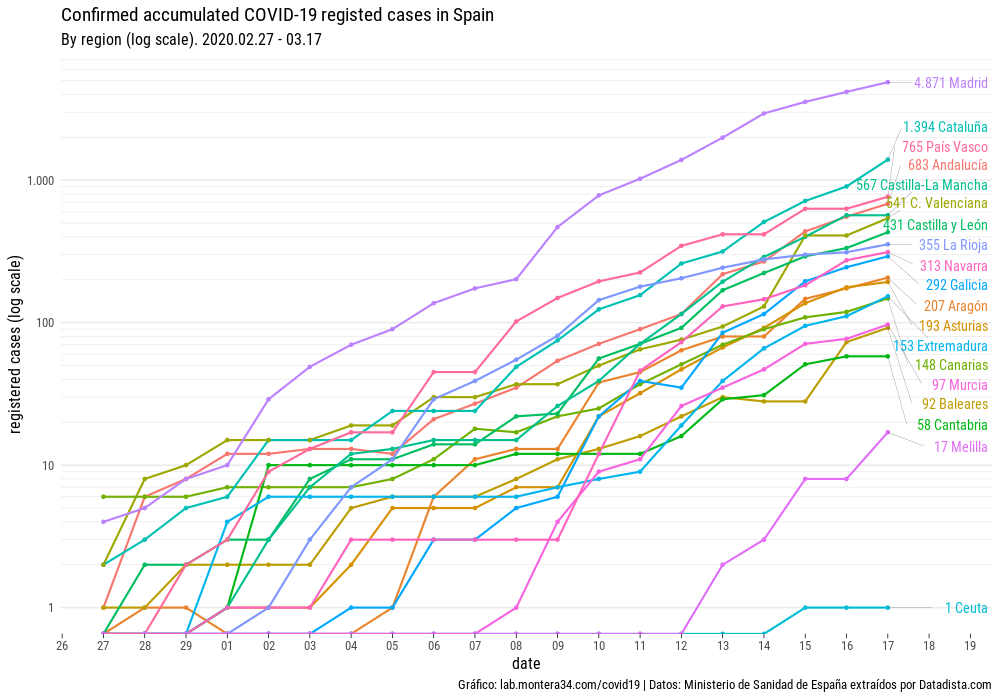 Confirmed accumulated COVID-19 registed cases in Spain
By region (log scale). 2020.02.27 - 03.17
registered cases (log scale)
1.000
100
10
1
4.871 Madrid
1.394 Cataluña
765 País Vasco
683 Andalucía
567 Castilla-La Mancha
541 C. Valenciana
431 Castilla y León
355 La Rioja
313 Navarra
292 Galicia
207 Aragón
193 Asturias
153 Extremadura
148 Canarias
97 Murcia
92 Baleares
58 Cantabria
17 Melilla
1 Ceuta
26 27 28 29 01 02 03 04 05 06 07 08 09 10 11 12 13 14 15 16 17 18 19
date
Gráfico: lab.montera34.com/covid19 | Datos: Ministerio de Sanidad de España extraídos por Datadista.com